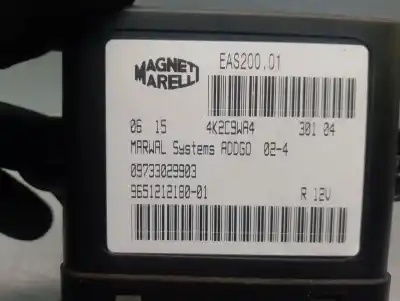 MAGNETI MARELLI
EAS200.01
06 15 4K2C9WA4 301 04
MARWAL Systems ADDGO 02-4
09733029903
9651212180-01 R 12V